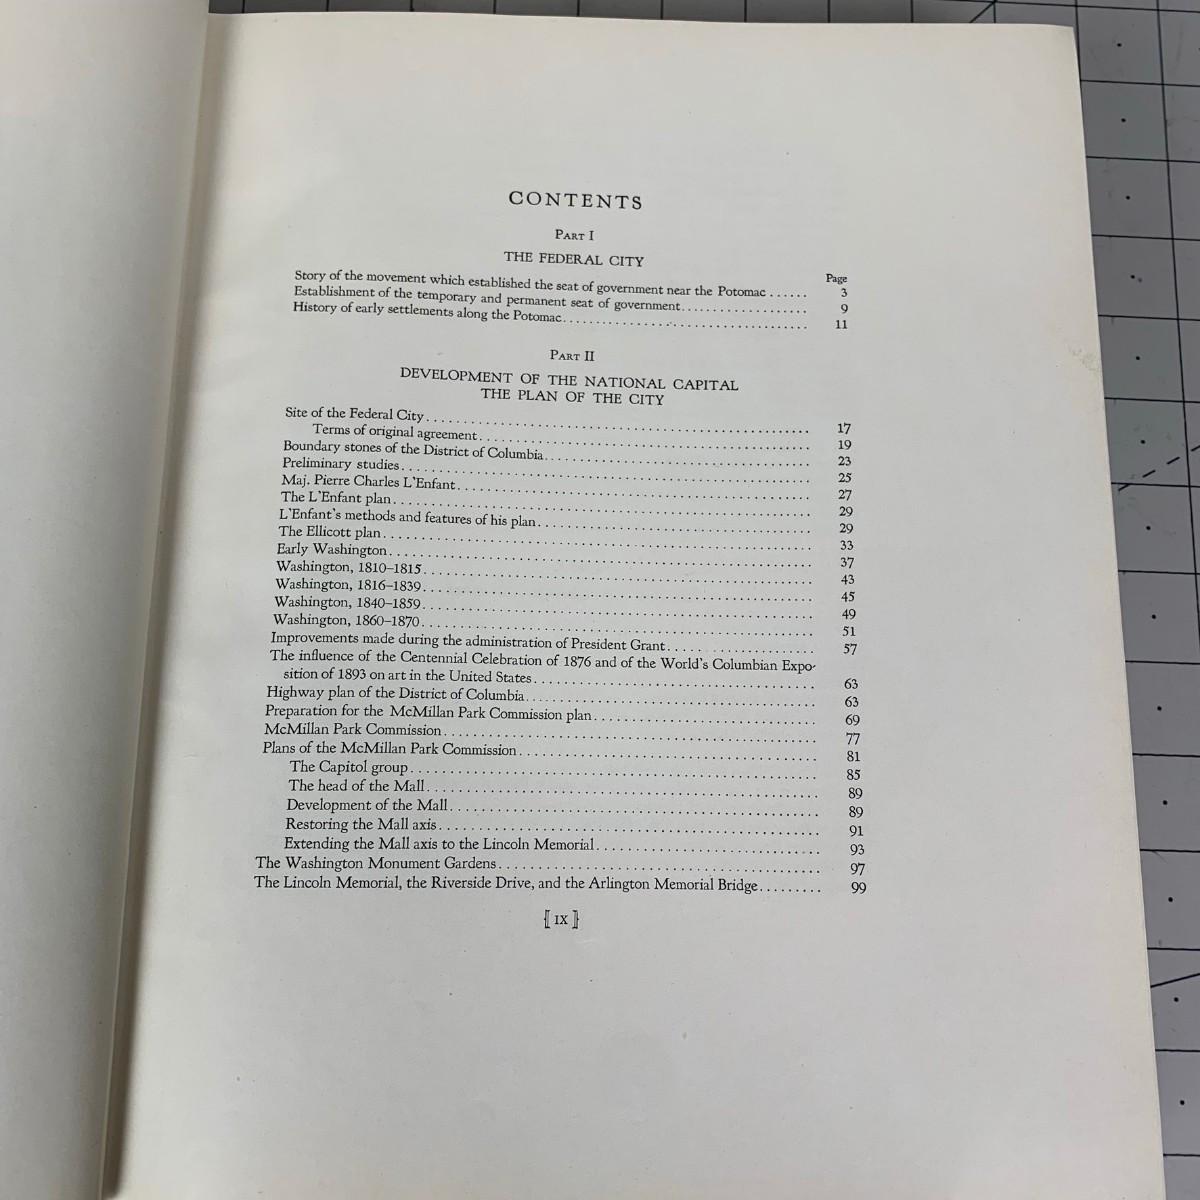 CONTENTS
Part I
THE FEDERAL CITY
Page
Story of the movement which established the seat of government near the Potomac ...... 3
Establishment of the temporary and permanent seat of government.................... 9
History of early settlements along the Potomac....................................... 11
Part II
DEVELOPMENT OF THE NATIONAL CAPITAL
THE PLAN OF THE CITY
Site of the Federal City............................................................. 17
Terms of original agreement.................................................... 19
Boundary stones of the District of Columbia.......................................... 23
Preliminary studies.................................................................. 25
Maj. Pierre Charles L'Enfant......................................................... 27
The L'Enfant plan.................................................................... 29
L'Enfant's methods and features of his plan.......................................... 29
The Ellicott plan.................................................................... 33
Early Washington..................................................................... 37
Washington, 1810–1815................................................................ 43
Washington, 1816–1839................................................................ 45
Washington, 1840–1859................................................................ 49
Washington, 1860–1870................................................................ 51
Improvements made during the administration of President Grant....................... 57
The influence of the Centennial Celebration of 1876 and of the World's Columbian Expo-
sition of 1893 on art in the United States........................................... 63
Highway plan of the District of Columbia............................................. 63
Preparation for the McMillan Park Commission plan.................................... 69
McMillan Park Commission............................................................. 77
Plans of the McMillan Park Commission................................................ 81
The Capitol group.............................................................. 85
The head of the Mall........................................................... 89
Development of the Mall........................................................ 89
Restoring the Mall axis........................................................ 91
Extending the Mall axis to the Lincoln Memorial................................ 93
The Washington Monument Gardens...................................................... 97
The Lincoln Memorial, the Riverside Drive, and the Arlington Memorial Bridge......... 99
⟦ IX ⟧